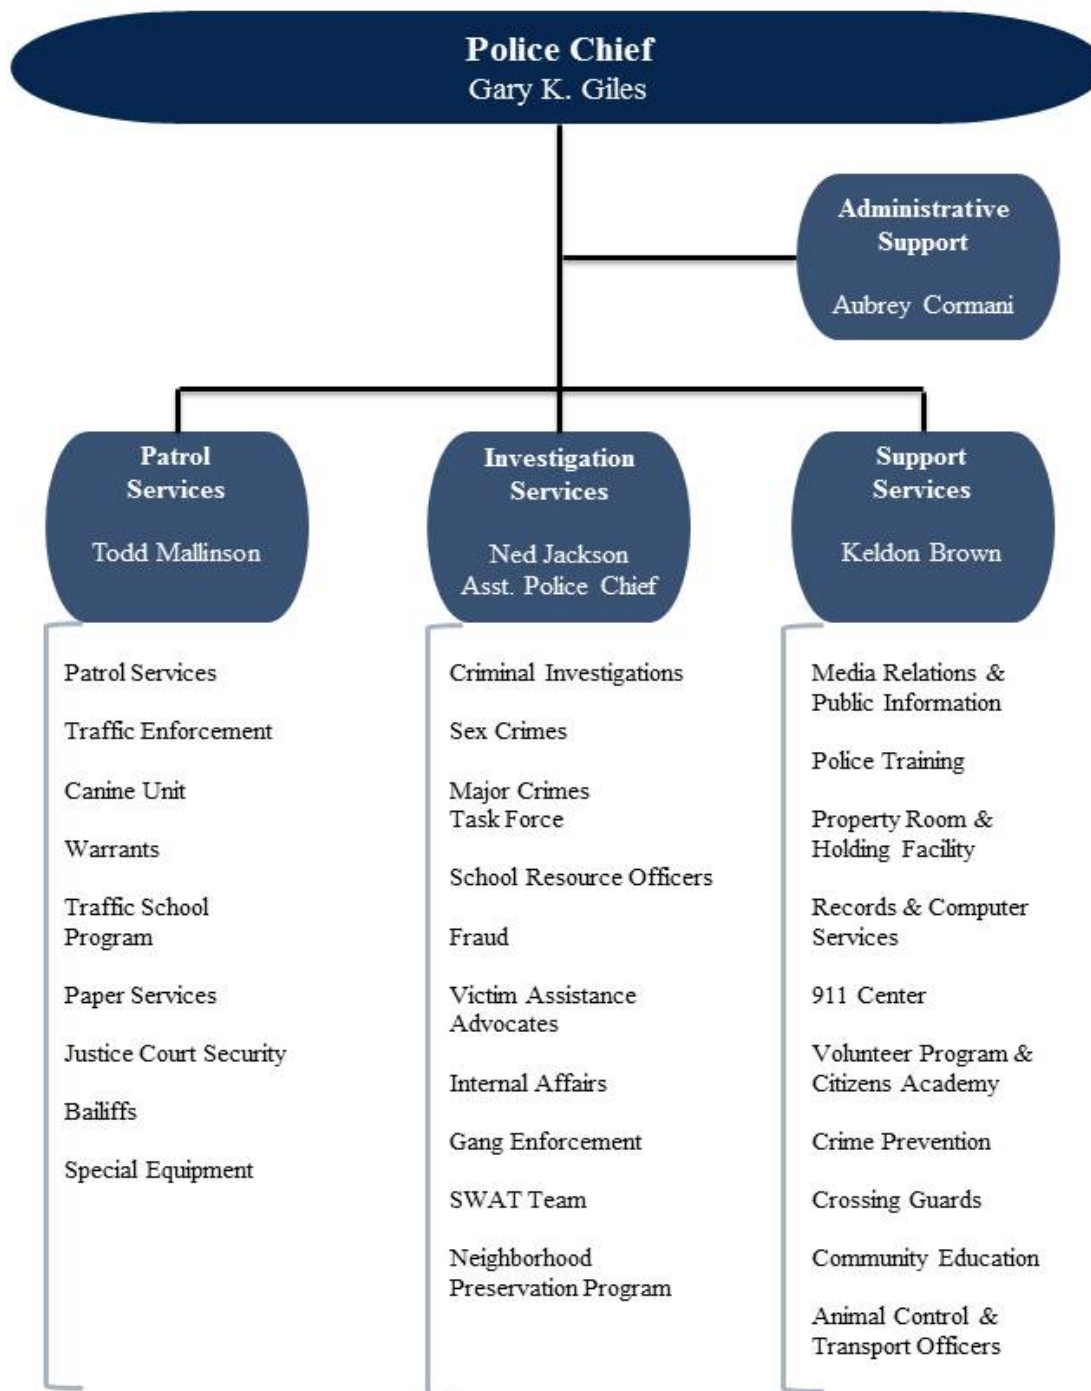 Police Chief
Gary K. Giles
Administrative
Support
Aubrey Cormani
Patrol
Services
Todd Mallinson
Patrol Services
Traffic Enforcement
Canine Unit
Warrants
Traffic School
Program
Paper Services
Justice Court Security
Bailiffs
Special Equipment
Investigation
Services
Ned Jackson
Asst. Police Chief
Criminal Investigations
Sex Crimes
Major Crimes
Task Force
School Resource Officers
Fraud
Victim Assistance
Advocates
Internal Affairs
Gang Enforcement
SWAT Team
Neighborhood
Preservation Program
Support
Services
Keldon Brown
Media Relations &
Public Information
Police Training
Property Room &
Holding Facility
Records & Computer
Services
911 Center
Volunteer Program &
Citizens Academy
Crime Prevention
Crossing Guards
Community Education
Animal Control &
Transport Officers